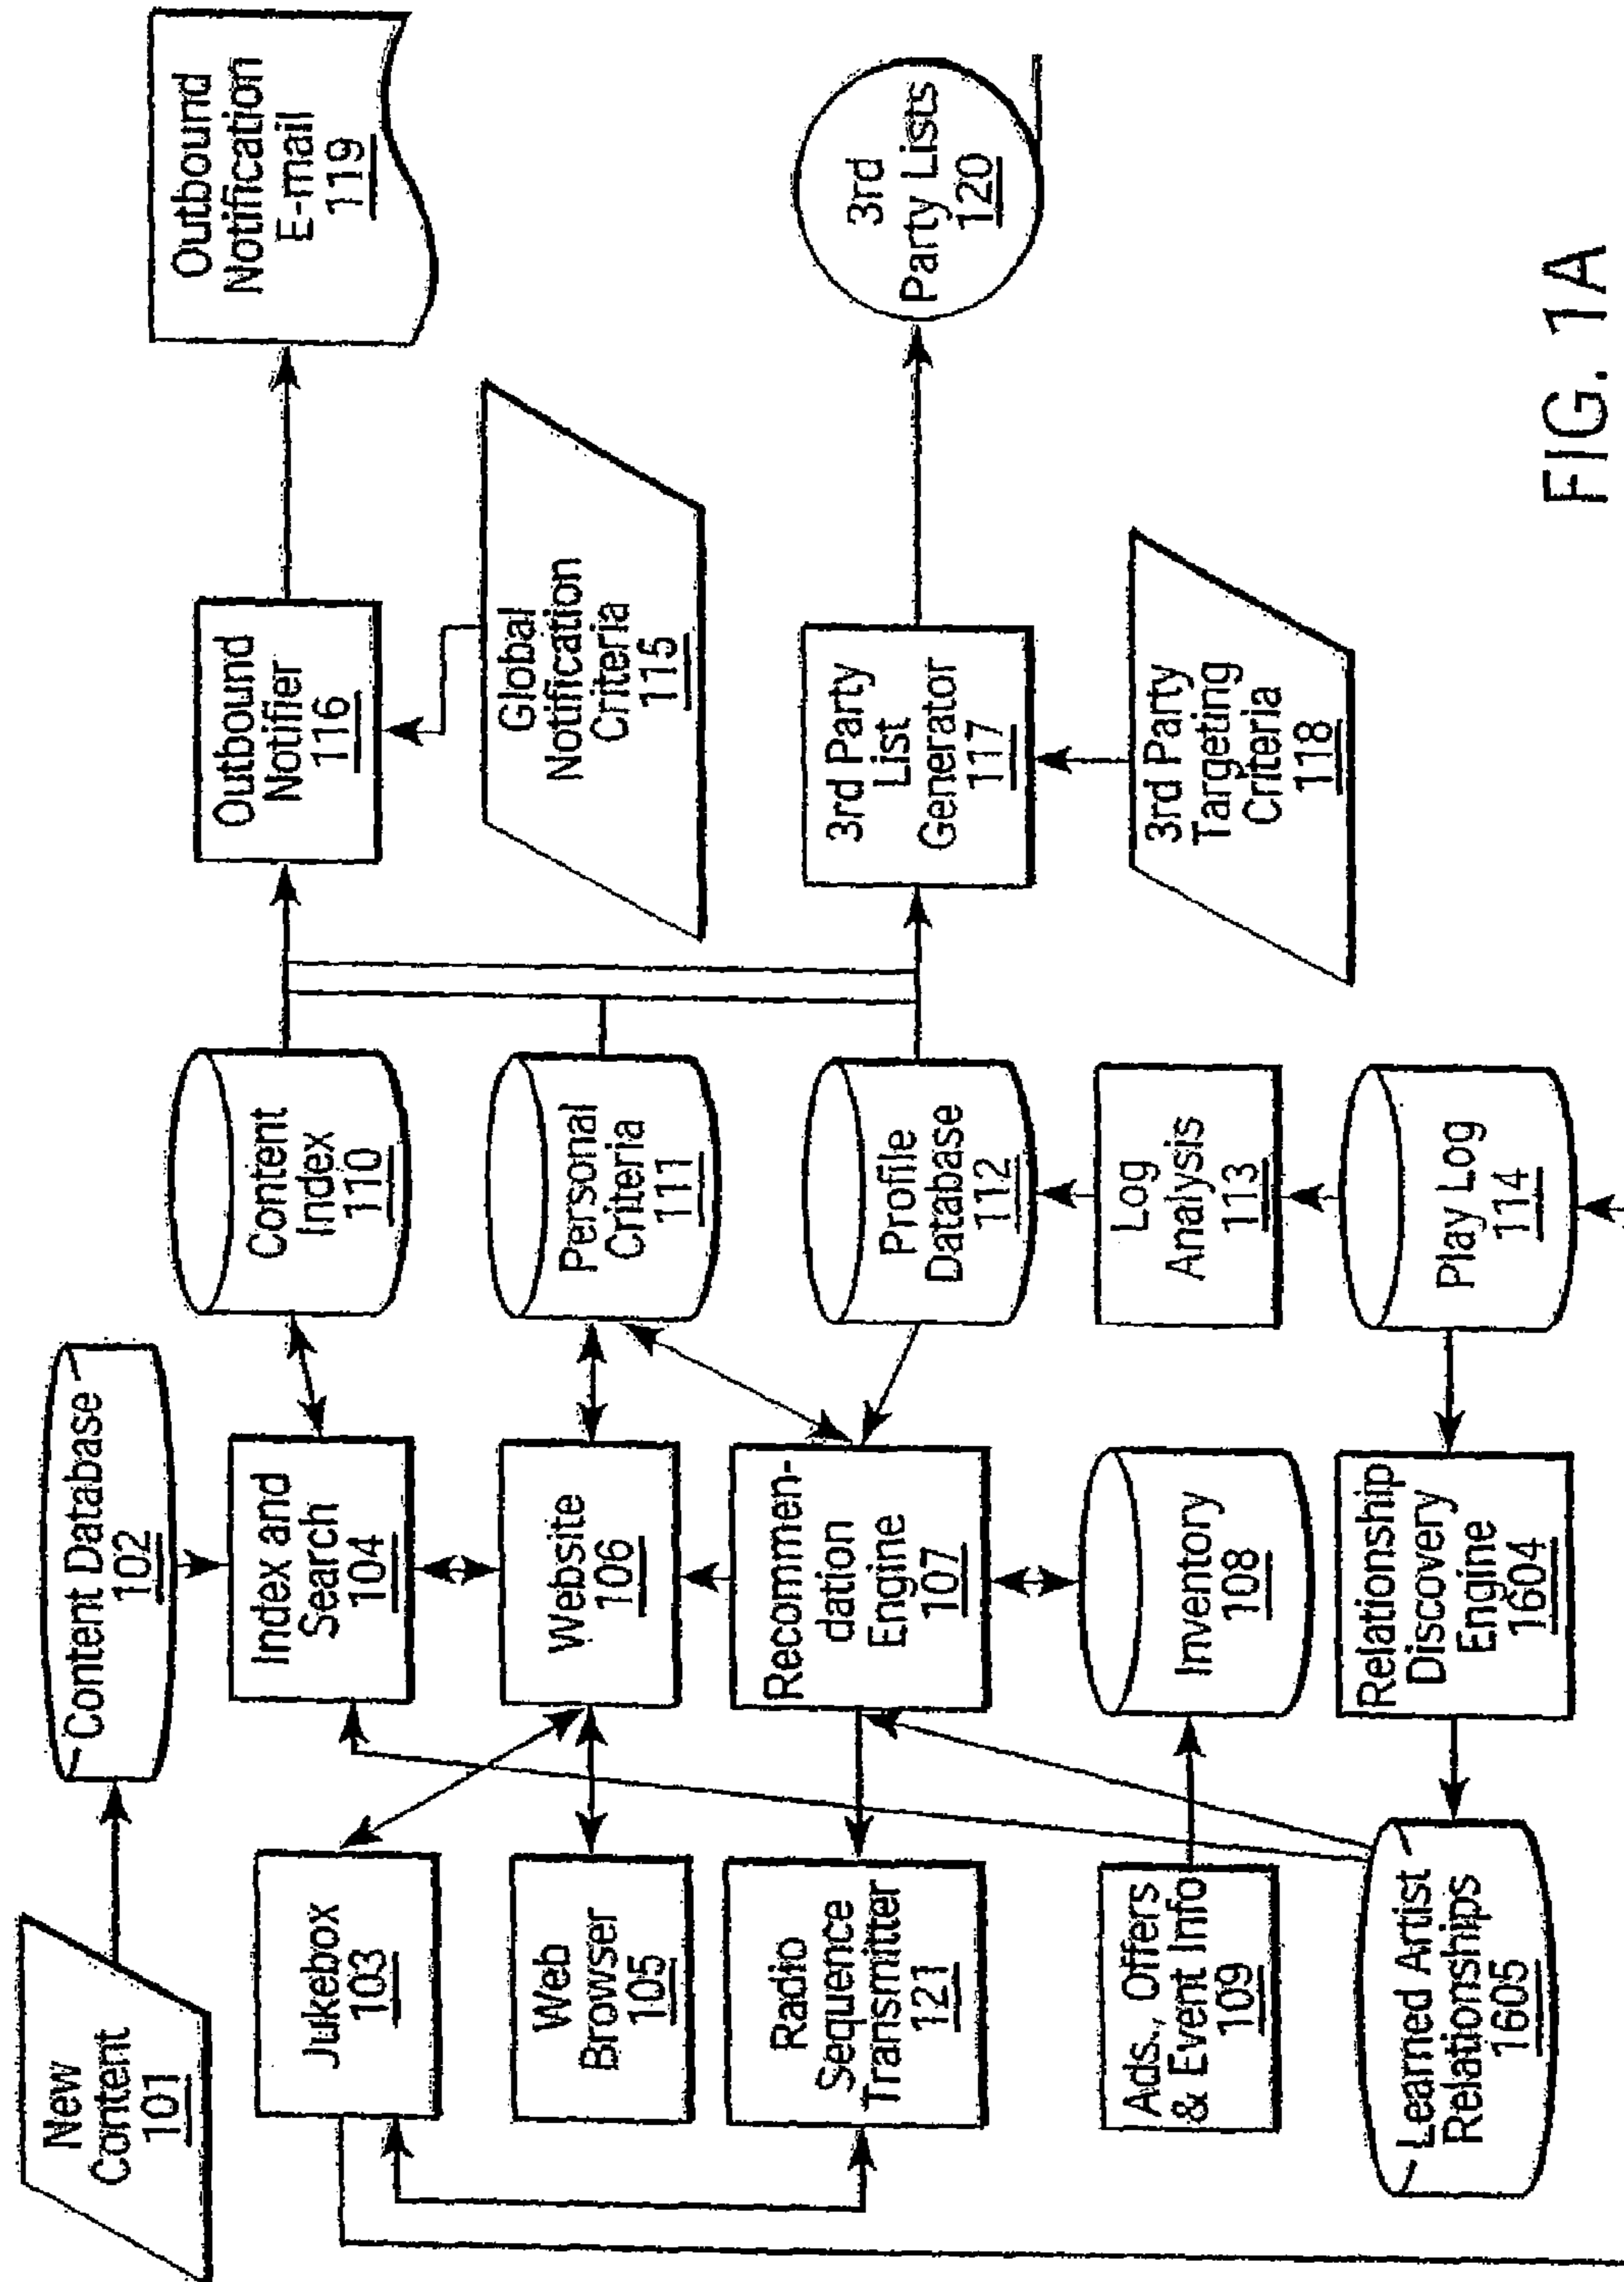 New
Content
101
Content Database
102
Jukebox
103
Index and
Search
104
Content
Index
110
Outbound
Notifier
116
Outbound
Notification
E-mail
119
Web
Browser
105
Website
106
Personal
Criteria
111
Global
Notification
Criteria
115
Radio
Sequence
Transmitter
121
Recommen-
dation
Engine
107
Profile
Database
112
3rd Party
List
Generator
117
3rd
Party Lists
120
Ads., Offers
& Event Info
109
Inventory
108
Log
Analysis
113
3rd Party
Targeting
Criteria
118
Learned Artist
Relationships
1605
Relationship
Discovery
Engine
1604
Play Log
114
FIG. 1A